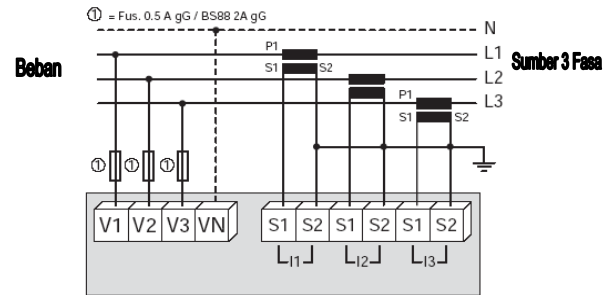 ① = Fus. 0.5 A gG / BS88 2A gG
N
P1
L1
Beban
S1 S2
L2
Sumber 3 Fasa
P1
L3
S1 S2
① ① ①
V1 V2 V3 VN S1 S2 S1 S2 S1 S2
I1 I2 I3